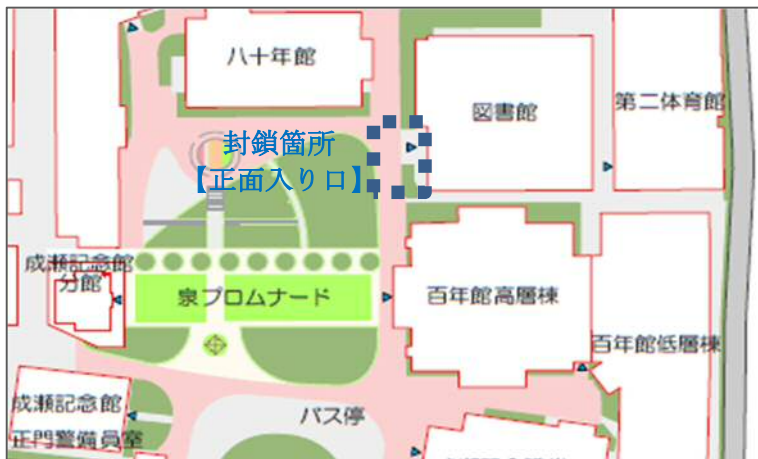 八十年館
図書館
第二体育館
封鎖箇所
【正面入り口】
成瀬記念館
分館
泉プロムナード
百年館高層棟
百年館低層棟
成瀬記念館
正門警備員室
バス停